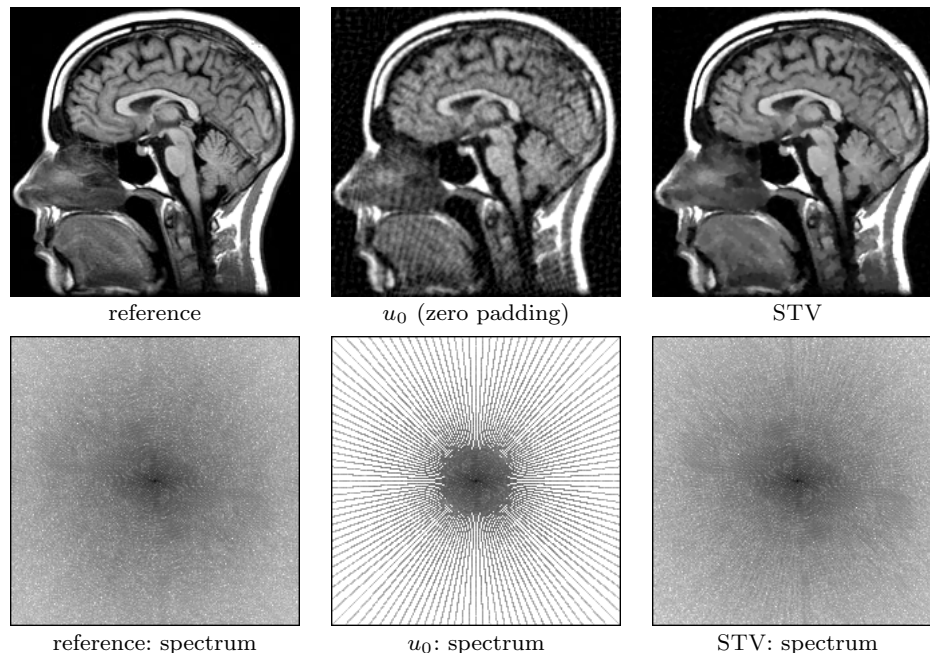 reference
u₀ (zero padding)
STV
reference: spectrum
u₀: spectrum
STV: spectrum